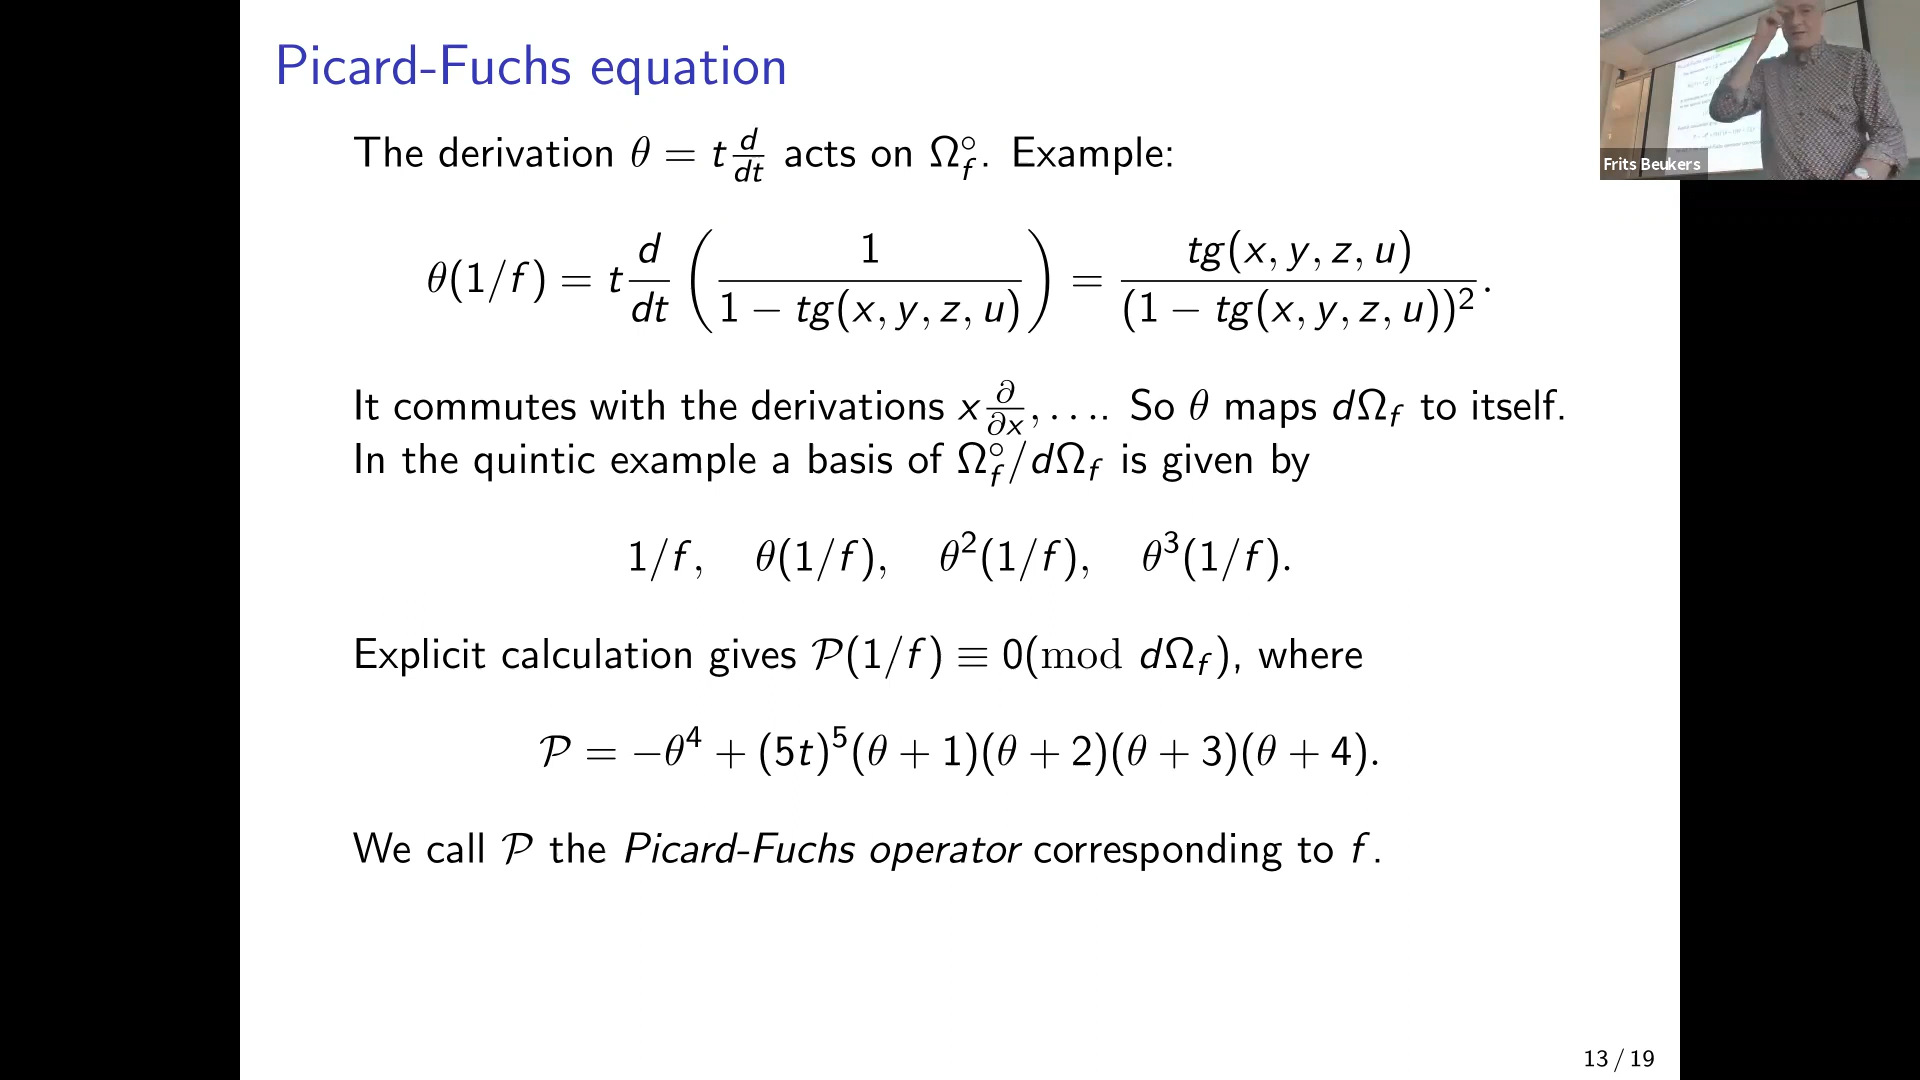 Picard-Fuchs equation
The derivation θ = t d/dt acts on Ω_f^∘. Example:
θ(1/f) = t d/dt (1/(1 − tg(x, y, z, u))) = tg(x, y, z, u)/(1 − tg(x, y, z, u))².
It commutes with the derivations x ∂/∂x, . . . . So θ maps dΩ_f to itself.
In the quintic example a basis of Ω_f^∘/dΩ_f is given by
1/f, θ(1/f), θ²(1/f), θ³(1/f).
Explicit calculation gives 𝒫(1/f) ≡ 0(mod dΩ_f), where
𝒫 = −θ⁴ + (5t)⁵(θ + 1)(θ + 2)(θ + 3)(θ + 4).
We call 𝒫 the Picard-Fuchs operator corresponding to f.
13 / 19
Frits Beukers